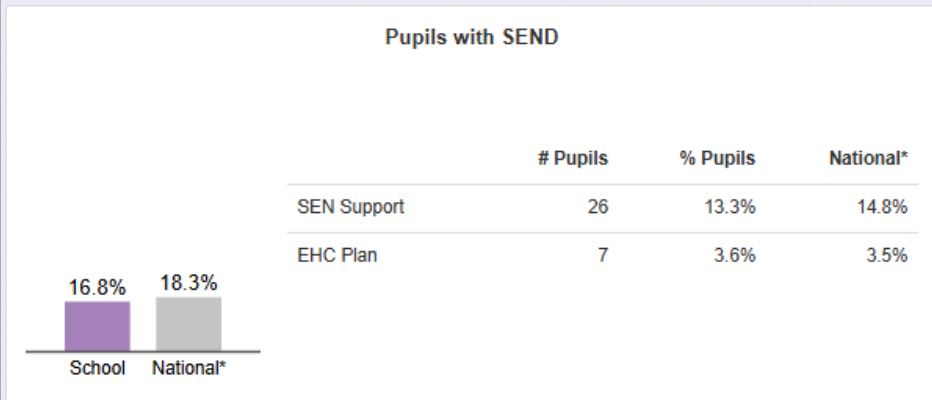 Pupils with SEND
# Pupils % Pupils National*
SEN Support 26 13.3% 14.8%
EHC Plan 7 3.6% 3.5%
16.8% 18.3%
School National*